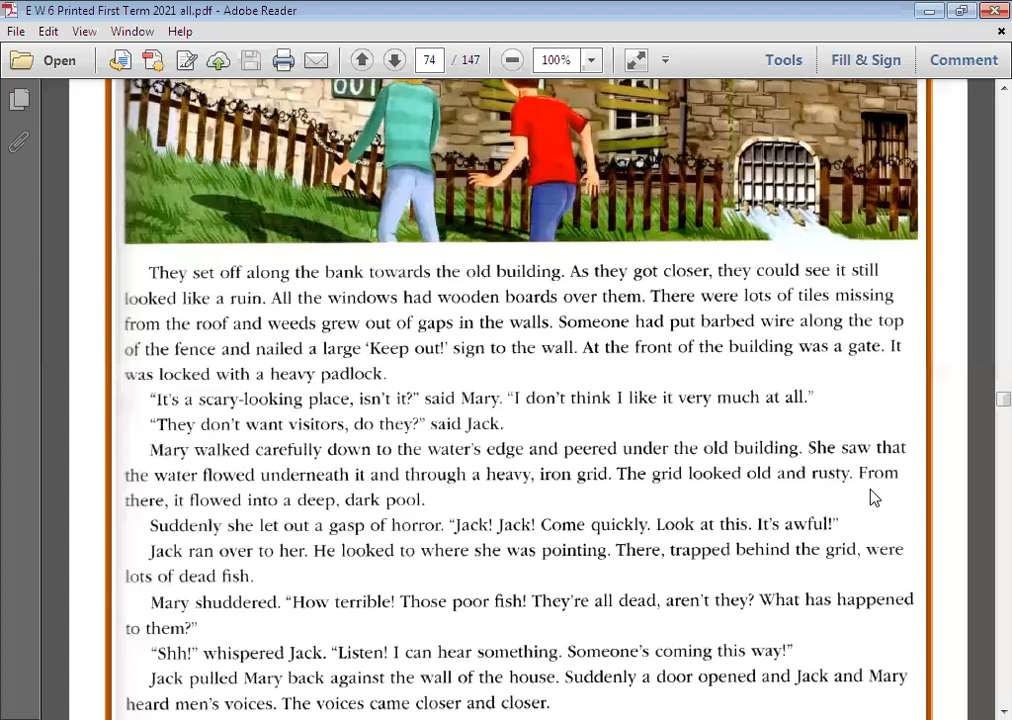 E W 6 Printed First Term 2021 all.pdf - Adobe Reader
File Edit View Window Help
Open 74 / 147 100% Tools Fill & Sign Comment
OUT
They set off along the bank towards the old building. As they got closer, they could see it still
looked like a ruin. All the windows had wooden boards over them. There were lots of tiles missing
from the roof and weeds grew out of gaps in the walls. Someone had put barbed wire along the top
of the fence and nailed a large ‘Keep out!’ sign to the wall. At the front of the building was a gate. It
was locked with a heavy padlock.
“It's a scary-looking place, isn't it?” said Mary. “I don't think I like it very much at all.”
“They don't want visitors, do they?” said Jack.
Mary walked carefully down to the water's edge and peered under the old building. She saw that
the water flowed underneath it and through a heavy, iron grid. The grid looked old and rusty. From
there, it flowed into a deep, dark pool.
Suddenly she let out a gasp of horror. “Jack! Jack! Come quickly. Look at this. It's awful!”
Jack ran over to her. He looked to where she was pointing. There, trapped behind the grid, were
lots of dead fish.
Mary shuddered. “How terrible! Those poor fish! They're all dead, aren't they? What has happened
to them?”
“Shh!” whispered Jack. “Listen! I can hear something. Someone's coming this way!”
Jack pulled Mary back against the wall of the house. Suddenly a door opened and Jack and Mary
heard men's voices. The voices came closer and closer.